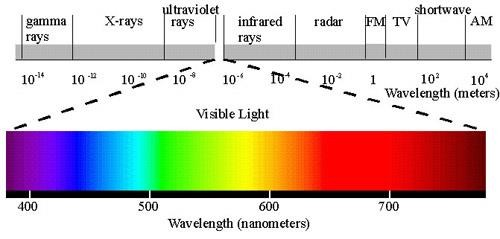 gamma rays
X-rays
ultraviolet rays
infrared rays
radar
FM
TV
shortwave
AM
10-14
10-12
10-10
10-8
10-6
10-4
10-2
1
102
104
Wavelength (meters)
Visible Light
400
500
600
700
Wavelength (nanometers)